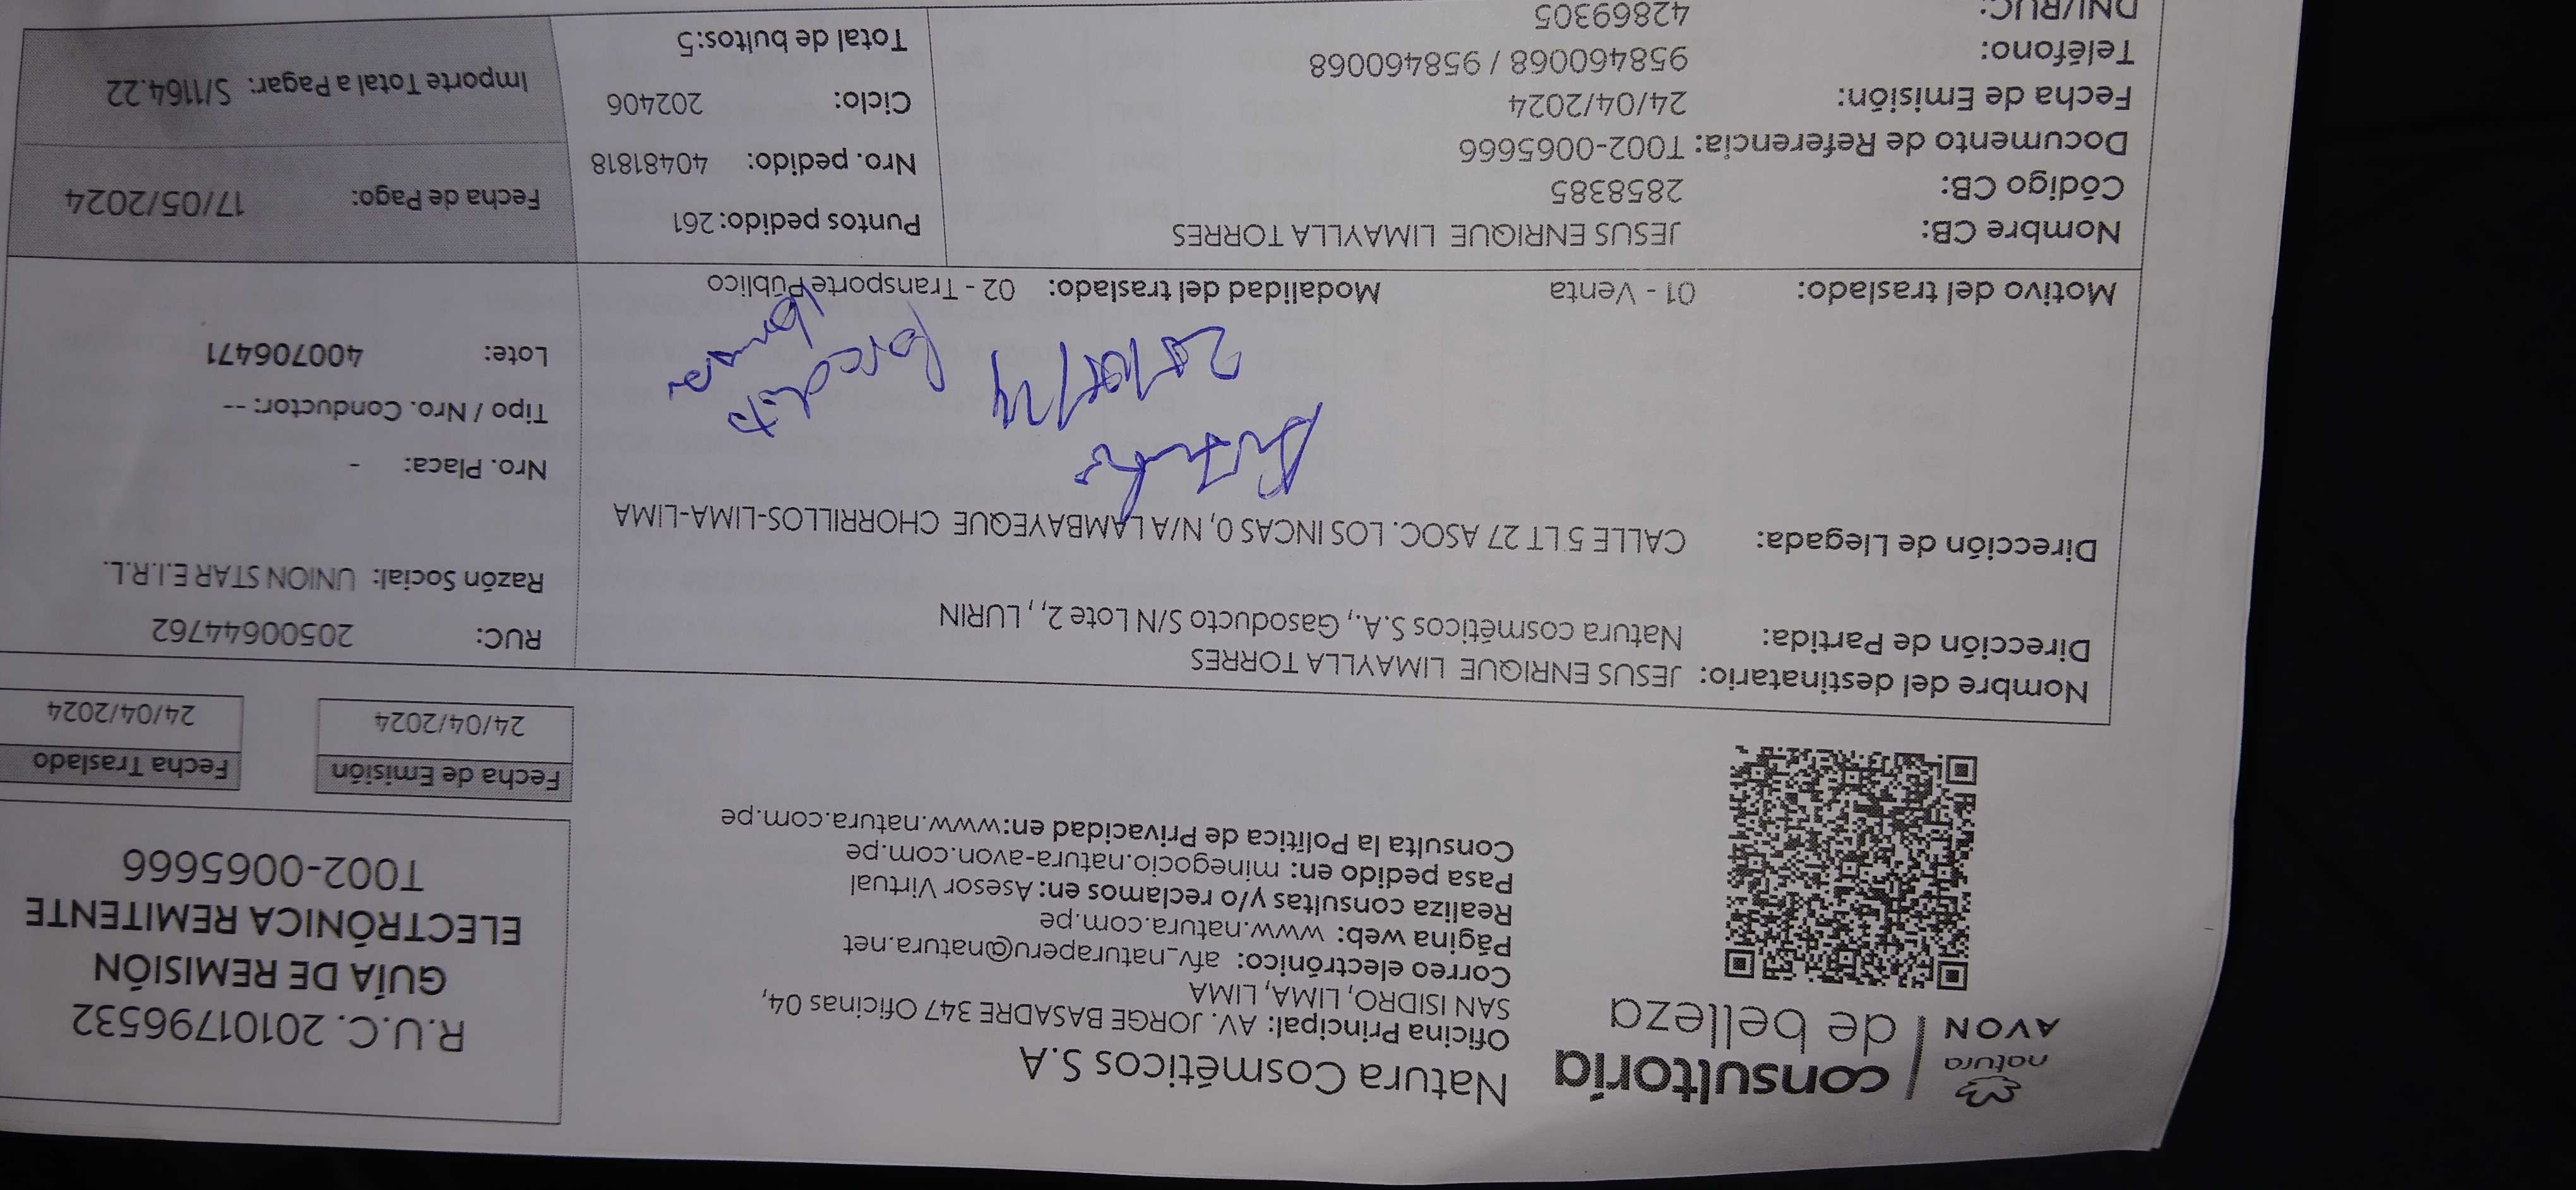 natura
AVON
consultoría
de belleza
Natura Cosméticos S.A
Oficina Principal: AV. JORGE BASADRE 347 Oficinas 04,
SAN ISIDRO, LIMA, LIMA
Correo electrónico: afv_naturaperu@natura.net
Página web: www.natura.com.pe
Realiza consultas y/o reclamos en: Asesor Virtual
Pasa pedido en: minegocio.natura-avon.com.pe
Consulta la Política de Privacidad en:www.natura.com.pe
R.U.C. 20101796532
GUÍA DE REMISIÓN
ELECTRÓNICA REMITENTE
T002-0065666
Fecha de Emisión
24/04/2024
Fecha Traslado
24/04/2024
Nombre del destinatario: JESUS ENRIQUE LIMAYLLA TORRES
Dirección de Partida: Natura cosméticos S.A., Gasoducto S/N Lote 2, , LURIN
Dirección de Llegada: CALLE 5 LT 27 ASOC. LOS INCAS 0, N/A LAMBAYEQUE CHORRILLOS-LIMA-LIMA
RUC: 20500644762
Razón Social: UNION STAR E.I.R.L.
Nro. Placa: -
Tipo / Nro. Conductor: --
Lote: 400706471
Motivo del traslado: 01 - Venta Modalidad del traslado: 02 - Transporte Público
Nombre CB: JESUS ENRIQUE LIMAYLLA TORRES
Código CB: 2858385
Documento de Referencia: T002-0065666
Fecha de Emisión: 24/04/2024
Teléfono: 958460068 / 958460068
DNI/RUC: 42869305
Puntos pedido: 261
Nro. pedido: 40481818
Ciclo: 202406
Total de bultos:5
Fecha de Pago: 17/05/2024
Importe Total a Pagar: S/1164.22